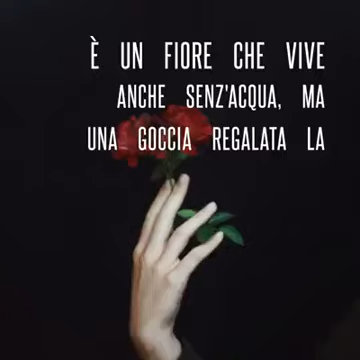 È UN FIORE CHE VIVE
ANCHE SENZ'ACQUA, MA
UNA GOCCIA REGALATA LA